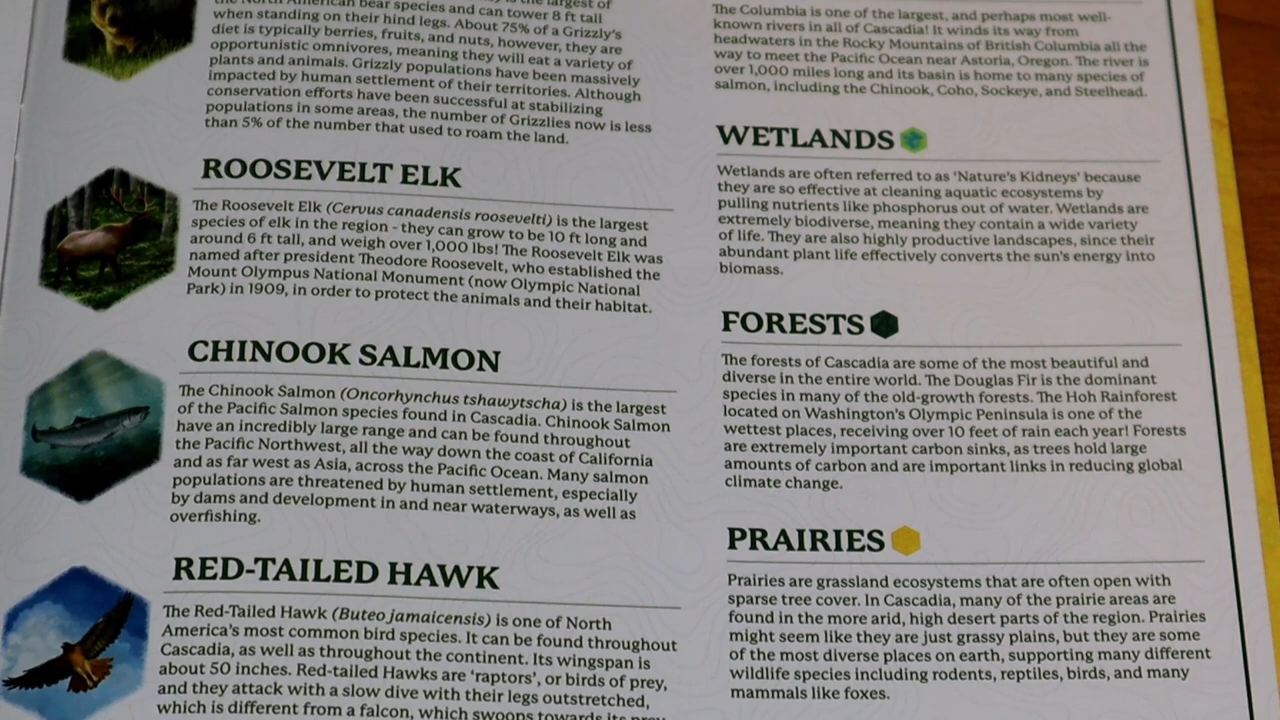 the North American bear species and can tower 8 ft tall
when standing on their hind legs. About 75% of a Grizzly's
diet is typically berries, fruits, and nuts, however, they are
opportunistic omnivores, meaning they will eat a variety of
plants and animals. Grizzly populations have been massively
impacted by human settlement of their territories. Although
conservation efforts have been successful at stabilizing
populations in some areas, the number of Grizzlies now is less
than 5% of the number that used to roam the land.
ROOSEVELT ELK
The Roosevelt Elk (Cervus canadensis roosevelti) is the largest
species of elk in the region - they can grow to be 10 ft long and
around 6 ft tall, and weigh over 1,000 lbs! The Roosevelt Elk was
named after president Theodore Roosevelt, who established the
Mount Olympus National Monument (now Olympic National
Park) in 1909, in order to protect the animals and their habitat.
CHINOOK SALMON
The Chinook Salmon (Oncorhynchus tshawytscha) is the largest
of the Pacific Salmon species found in Cascadia. Chinook Salmon
have an incredibly large range and can be found throughout
the Pacific Northwest, all the way down the coast of California
and as far west as Asia, across the Pacific Ocean. Many salmon
populations are threatened by human settlement, especially
by dams and development in and near waterways, as well as
overfishing.
RED-TAILED HAWK
The Red-Tailed Hawk (Buteo jamaicensis) is one of North
America's most common bird species. It can be found throughout
Cascadia, as well as throughout the continent. Its wingspan is
about 50 inches. Red-tailed Hawks are 'raptors', or birds of prey,
and they attack with a slow dive with their legs outstretched,
which is different from a falcon, which swoops towards its prey
The Columbia is one of the largest, and perhaps most well-
known rivers in all of Cascadia! It winds its way from
headwaters in the Rocky Mountains of British Columbia all the
way to meet the Pacific Ocean near Astoria, Oregon. The river is
over 1,000 miles long and its basin is home to many species of
salmon, including the Chinook, Coho, Sockeye, and Steelhead.
WETLANDS
Wetlands are often referred to as 'Nature's Kidneys' because
they are so effective at cleaning aquatic ecosystems by
pulling nutrients like phosphorus out of water. Wetlands are
extremely biodiverse, meaning they contain a wide variety
of life. They are also highly productive landscapes, since their
abundant plant life effectively converts the sun's energy into
biomass.
FORESTS
The forests of Cascadia are some of the most beautiful and
diverse in the entire world. The Douglas Fir is the dominant
species in many of the old-growth forests. The Hoh Rainforest
located on Washington's Olympic Peninsula is one of the
wettest places, receiving over 10 feet of rain each year! Forests
are extremely important carbon sinks, as trees hold large
amounts of carbon and are important links in reducing global
climate change.
PRAIRIES
Prairies are grassland ecosystems that are often open with
sparse tree cover. In Cascadia, many of the prairie areas are
found in the more arid, high desert parts of the region. Prairies
might seem like they are just grassy plains, but they are some
of the most diverse places on earth, supporting many different
wildlife species including rodents, reptiles, birds, and many
mammals like foxes.